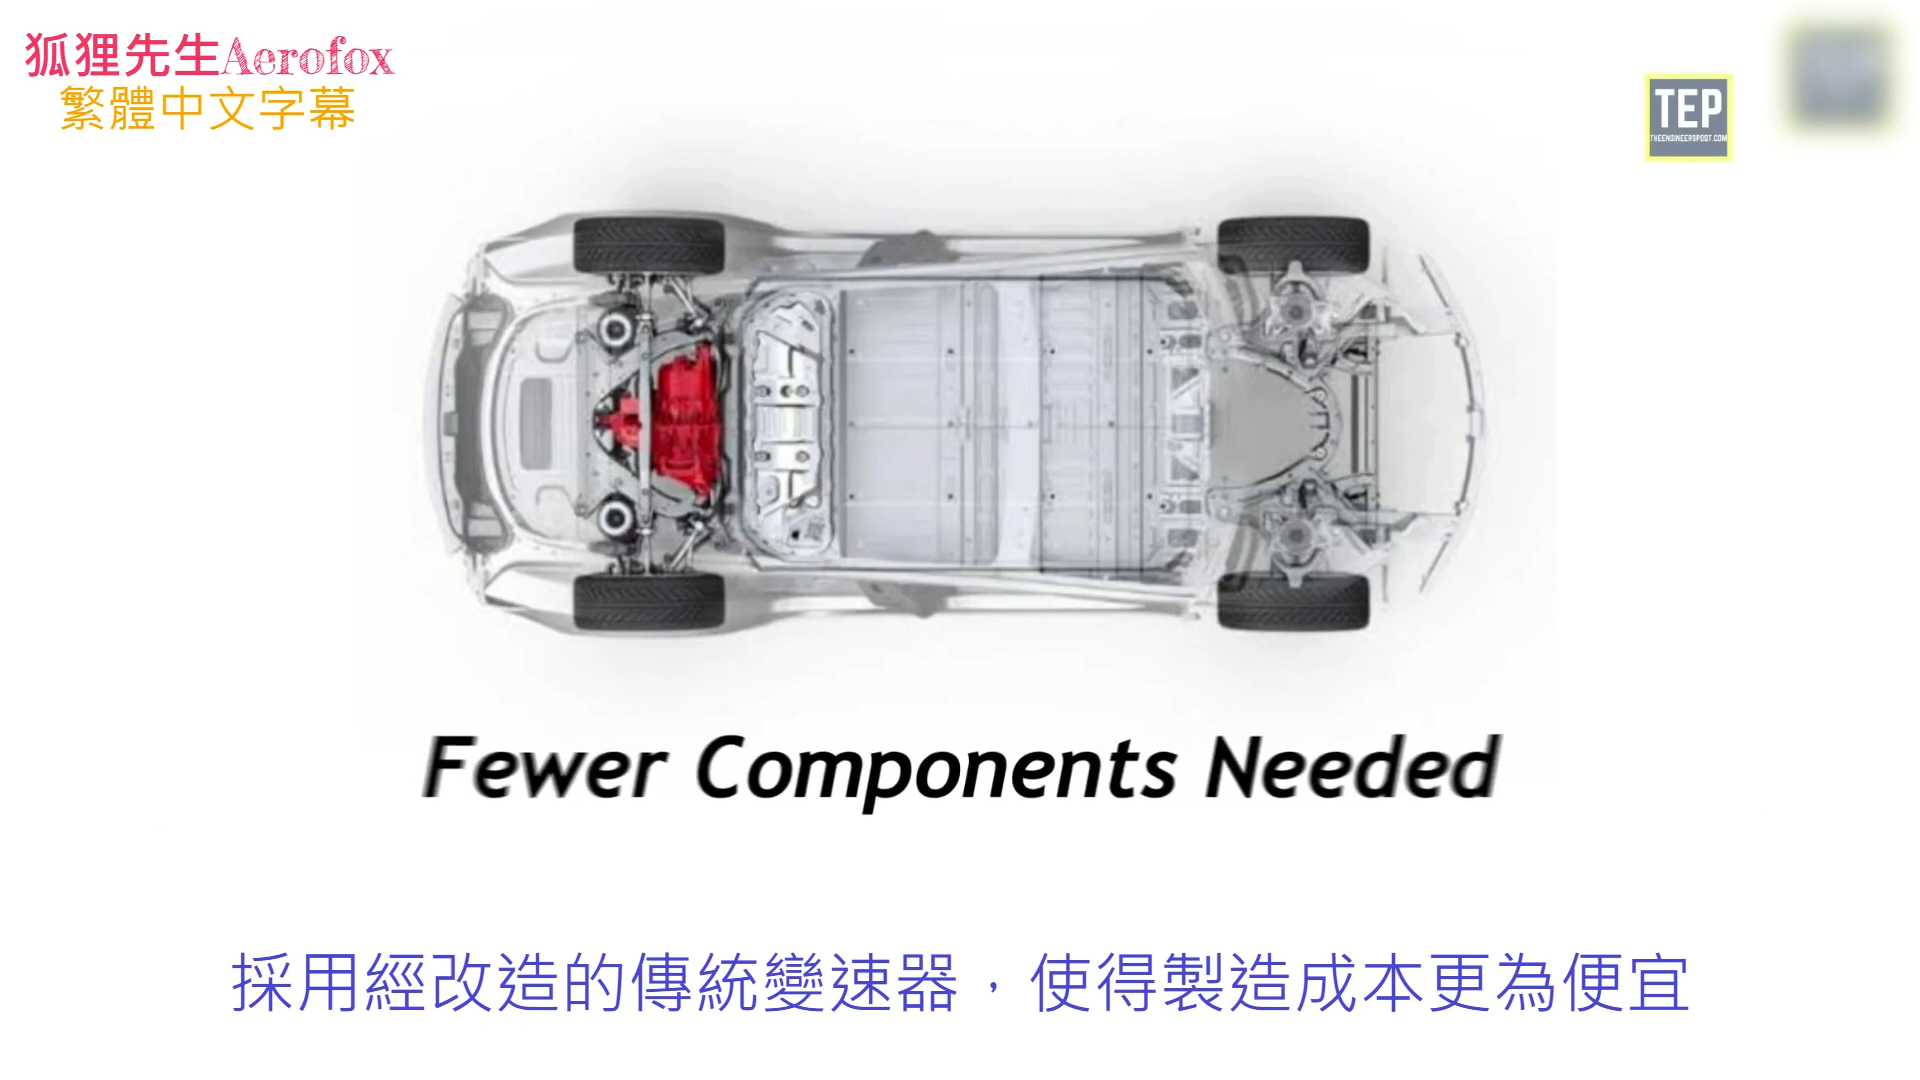 狐狸先生Aerofox
繁體中文字幕
TEP
THEENGINEERSPOST.COM
Fewer Components Needed
採用經改造的傳統變速器，使得製造成本更為便宜